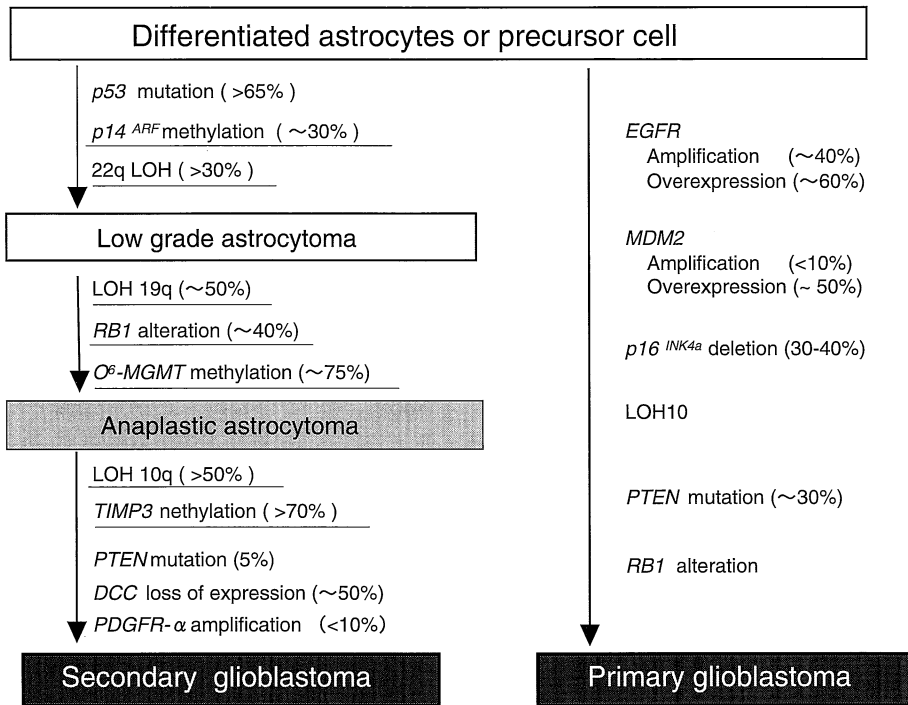 Differentiated astrocytes or precursor cell
p53 mutation ( >65% )
p14 ARF methylation ( ～30% )
22q LOH ( >30% )
Low grade astrocytoma
LOH 19q (～50%)
RB1 alteration (～40%)
O⁶-MGMT methylation (～75%)
Anaplastic astrocytoma
LOH 10q ( >50% )
TIMP3 nethylation ( >70% )
PTEN mutation (5%)
DCC loss of expression (～50%)
PDGFR-α amplification (<10%)
Secondary glioblastoma
EGFR
Amplification (～40%)
Overexpression (～60%)
MDM2
Amplification (<10%)
Overexpression (~ 50%)
p16 INK4a deletion (30-40%)
LOH10
PTEN mutation (～30%)
RB1 alteration
Primary glioblastoma